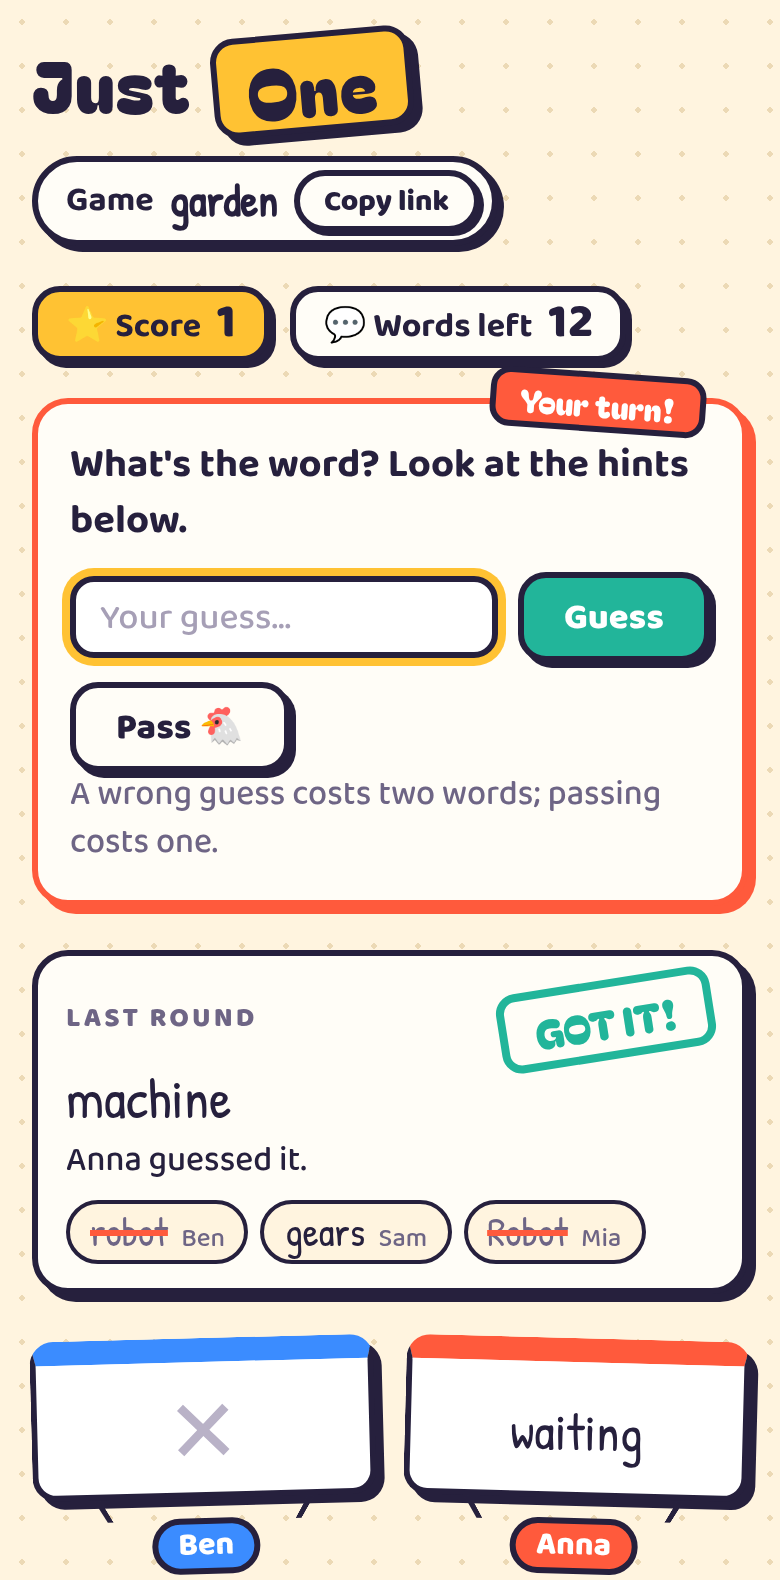 Just One
Game garden Copy link
⭐ Score 1 💬 Words left 12
Your turn!
What's the word? Look at the hints
below.
Your guess... Guess
Pass 🐔
A wrong guess costs two words; passing
costs one.
LAST ROUND GOT IT!
machine
Anna guessed it.
robot Ben gears Sam Robot Mia
✕ waiting
Ben Anna